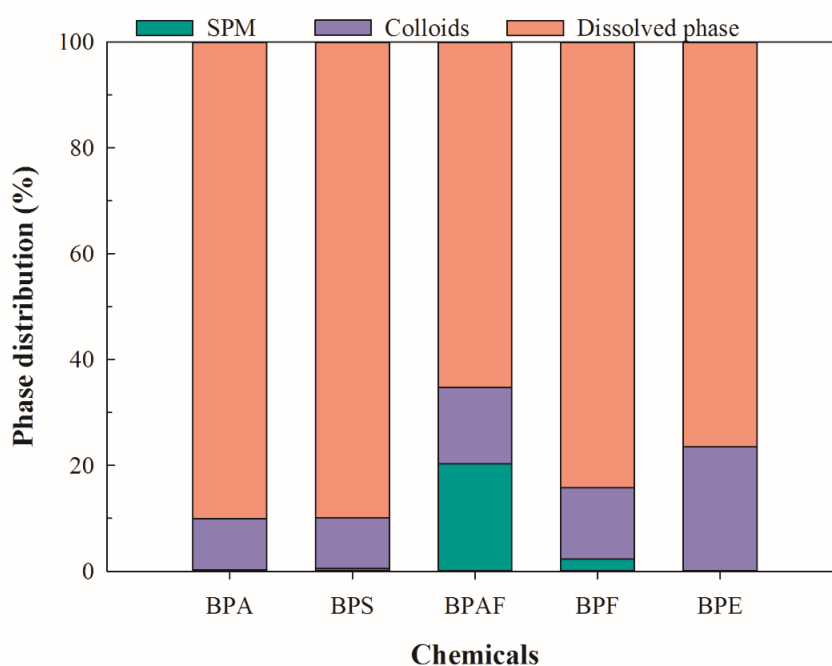 SPM Colloids Dissolved phase
100
80
60
40
20
0
Phase distribution (%)
BPA BPS BPAF BPF BPE
Chemicals